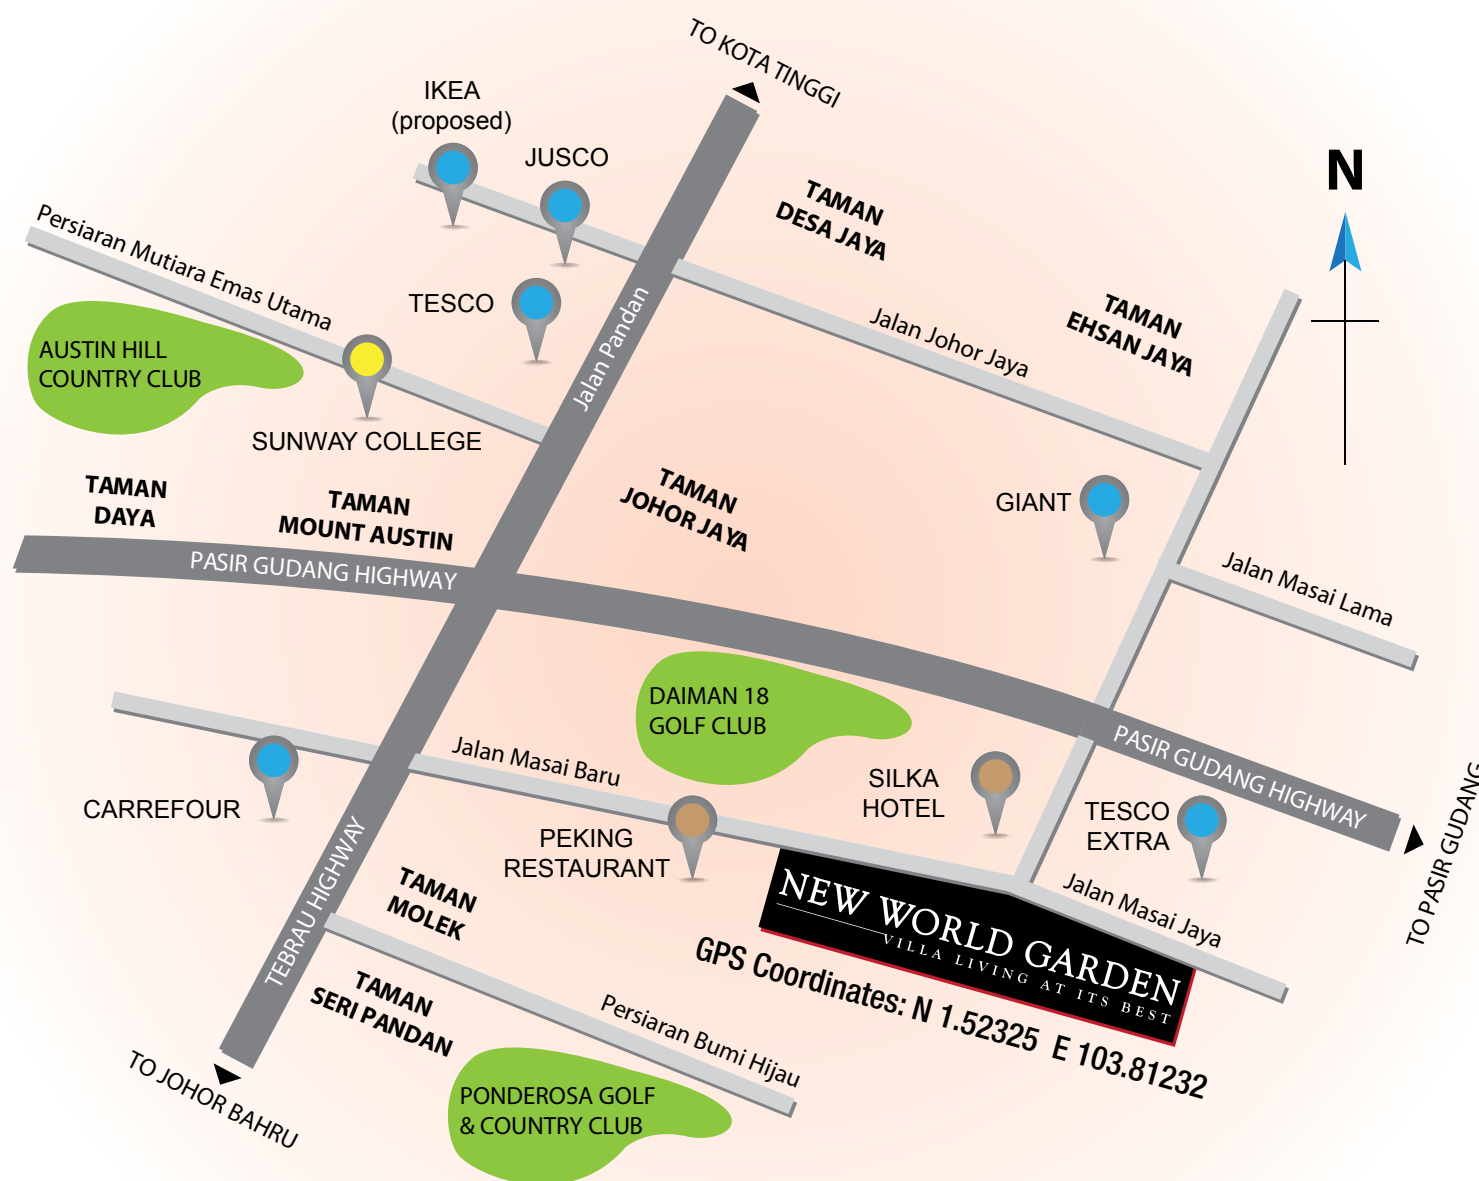 TO KOTA TINGGI
IKEA
(proposed)
JUSCO
N
TAMAN
DESA JAYA
Persiaran Mutiara Emas Utama
TESCO
Jalan Pandan
Jalan Johor Jaya
TAMAN
EHSAN JAYA
AUSTIN HILL
COUNTRY CLUB
SUNWAY COLLEGE
TAMAN
DAYA
TAMAN
MOUNT AUSTIN
TAMAN
JOHOR JAYA
GIANT
PASIR GUDANG HIGHWAY
Jalan Masai Lama
DAIMAN 18
GOLF CLUB
PASIR GUDANG HIGHWAY
Jalan Masai Baru
SILKA
HOTEL
CARREFOUR
TESCO
EXTRA
TO PASIR GUDANG
PEKING
RESTAURANT
TEBRAU HIGHWAY
TAMAN
MOLEK
Jalan Masai Jaya
NEW WORLD GARDEN
VILLA LIVING AT ITS BEST
GPS Coordinates: N 1.52325 E 103.81232
TAMAN
SERI PANDAN
Persiaran Bumi Hijau
TO JOHOR BAHRU
PONDEROSA GOLF
& COUNTRY CLUB